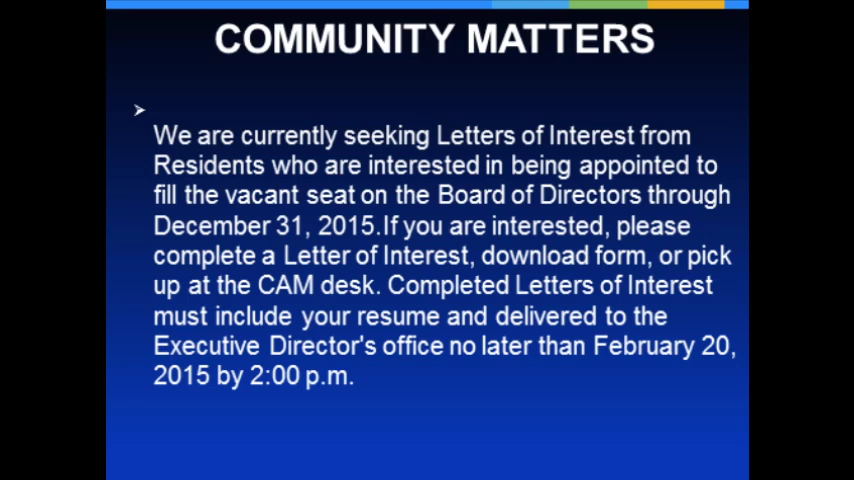 COMMUNITY MATTERS
We are currently seeking Letters of Interest from
Residents who are interested in being appointed to
fill the vacant seat on the Board of Directors through
December 31, 2015.If you are interested, please
complete a Letter of Interest, download form, or pick
up at the CAM desk. Completed Letters of Interest
must include your resume and delivered to the
Executive Director's office no later than February 20,
2015 by 2:00 p.m.